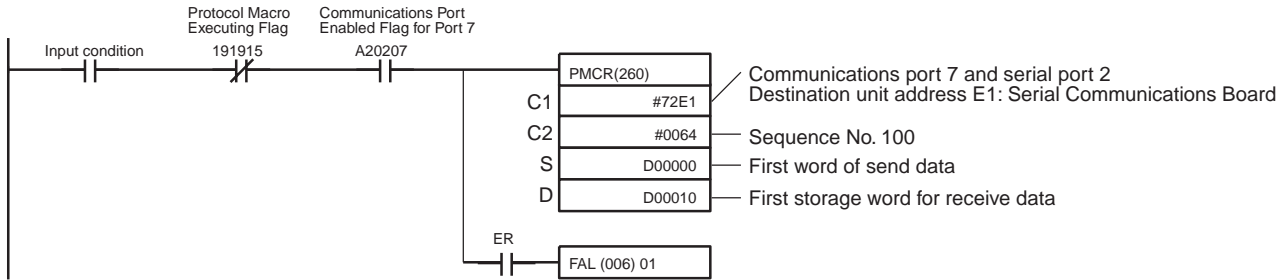 Protocol Macro
Executing Flag
Communications Port
Enabled Flag for Port 7
Input condition
191915
A20207
PMCR(260)
C1
#72E1
Communications port 7 and serial port 2
Destination unit address E1: Serial Communications Board
C2
#0064
Sequence No. 100
S
D00000
First word of send data
D
D00010
First storage word for receive data
ER
FAL (006) 01